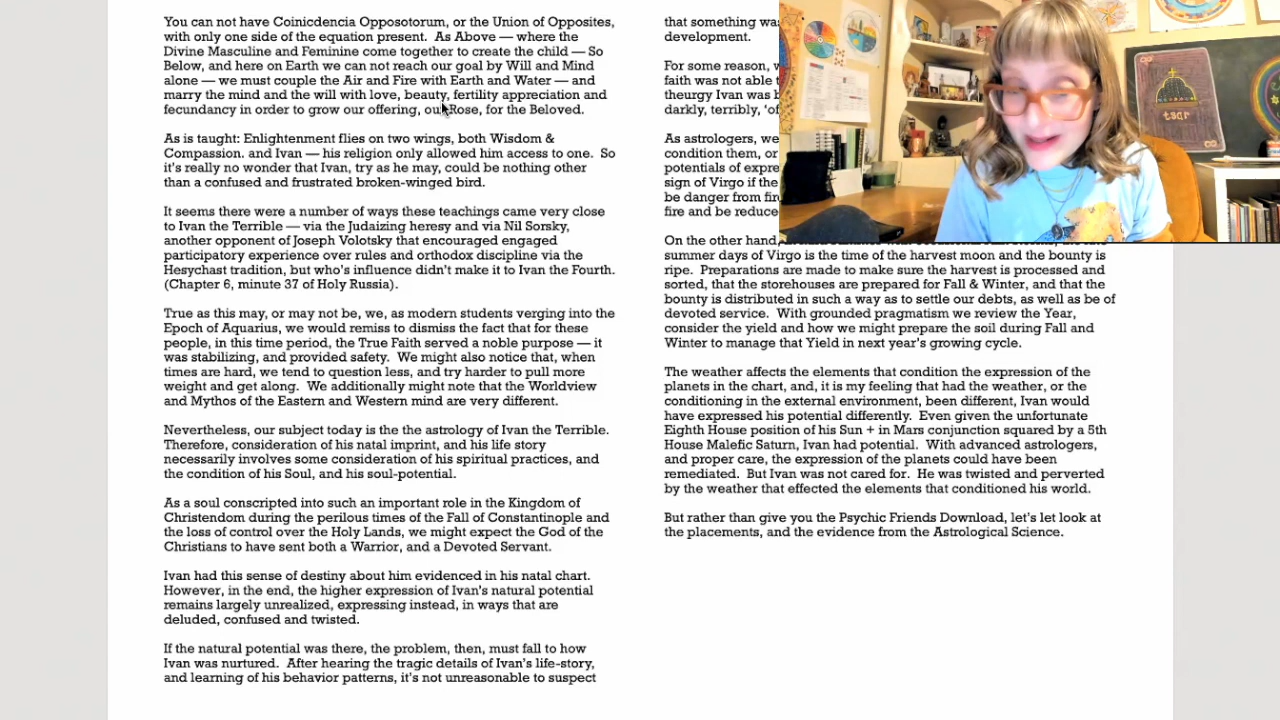 You can not have Coinicdencia Opposotorum, or the Union of Opposites,
with only one side of the equation present.  As Above — where the
Divine Masculine and Feminine come together to create the child — So
Below, and here on Earth we can not reach our goal by Will and Mind
alone — we must couple the Air and Fire with Earth and Water — and
marry the mind and the will with love, beauty, fertility appreciation and
fecundancy in order to grow our offering, our Rose, for the Beloved.
As is taught: Enlightenment flies on two wings, both Wisdom &
Compassion. and Ivan — his religion only allowed him access to one.  So
it's really no wonder that Ivan, try as he may, could be nothing other
than a confused and frustrated broken-winged bird.
It seems there were a number of ways these teachings came very close
to Ivan the Terrible — via the Judaizing heresy and via Nil Sorsky,
another opponent of Joseph Volotsky that encouraged engaged
participatory experience over rules and orthodox discipline via the
Hesychast tradition, but who's influence didn't make it to Ivan the Fourth.
(Chapter 6, minute 37 of Holy Russia).
True as this may, or may not be, we, as modern students verging into the
Epoch of Aquarius, we would remiss to dismiss the fact that for these
people, in this time period, the True Faith served a noble purpose — it
was stabilizing, and provided safety.  We might also notice that, when
times are hard, we tend to question less, and try harder to pull more
weight and get along.  We additionally might note that the Worldview
and Mythos of the Eastern and Western mind are very different.
Nevertheless, our subject today is the the astrology of Ivan the Terrible.
Therefore, consideration of his natal imprint, and his life story
necessarily involves some consideration of his spiritual practices, and
the condition of his Soul, and his soul-potential.
As a soul conscripted into such an important role in the Kingdom of
Christendom during the perilous times of the Fall of Constantinople and
the loss of control over the Holy Lands, we might expect the God of the
Christians to have sent both a Warrior, and a Devoted Servant.
Ivan had this sense of destiny about him evidenced in his natal chart.
However, in the end, the higher expression of Ivan's natural potential
remains largely unrealized, expressing instead, in ways that are
deluded, confused and twisted.
If the natural potential was there, the problem, then, must fall to how
Ivan was nurtured.  After hearing the tragic details of Ivan's life-story,
and learning of his behavior patterns, it's not unreasonable to suspect
that something was
development.
For some reason,
faith was not able
theurgy Ivan was
darkly, terribly, 'of
As astrologers, we
condition them, or
potentials of
sign of Virgo if the
be danger from
fire and be reduce
On the other hand,
summer days of Virgo is the time of the harvest moon and the bounty is
ripe.  Preparations are made to make sure the harvest is processed and
sorted, that the storehouses are prepared for Fall & Winter, and that the
bounty is distributed in such a way as to settle our debts, as well as be of
devoted service.  With grounded pragmatism we review the Year,
consider the yield and how we might prepare the soil during Fall and
Winter to manage that Yield in next year's growing cycle.
The weather affects the elements that condition the expression of the
planets in the chart, and, it is my feeling that had the weather, or the
conditioning in the external environment, been different, Ivan would
have expressed his potential differently.  Even given the unfortunate
Eighth House position of his Sun + in Mars conjunction squared by a 5th
House Malefic Saturn, Ivan had potential.  With advanced astrologers,
and proper care, the expression of the planets could have been
remediated.  But Ivan was not cared for.  He was twisted and perverted
by the weather that effected the elements that conditioned his world.
But rather than give you the Psychic Friends Download, let's let look at
the placements, and the evidence from the Astrological Science.
tsar